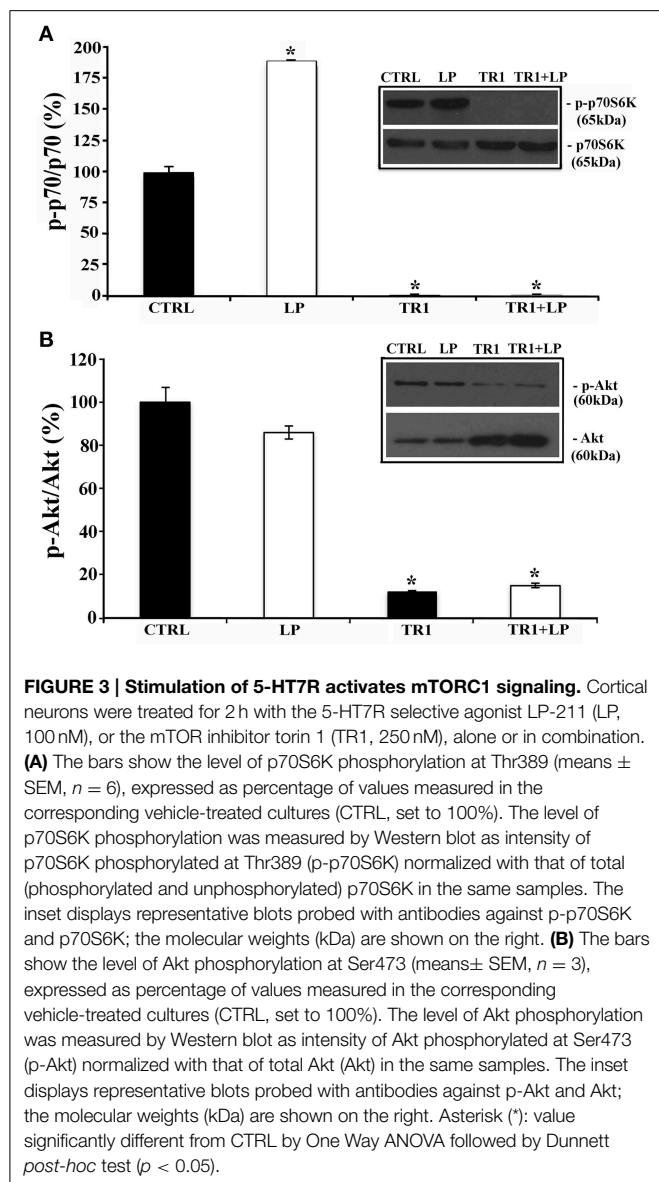 A
p-p70/p70 (%)
200
175
150
125
100
75
50
25
0
*
*
*
CTRL LP TR1 TR1+LP
CTRL LP TR1 TR1+LP
- p-p70S6K
(65kDa)
- p70S6K
(65kDa)
B
p-Akt/Akt (%)
120
100
80
60
40
20
0
*
*
CTRL LP TR1 TR1+LP
CTRL LP TR1 TR1+LP
- p-Akt
(60kDa)
- Akt
(60kDa)
FIGURE 3 | Stimulation of 5-HT7R activates mTORC1 signaling. Cortical
neurons were treated for 2 h with the 5-HT7R selective agonist LP-211 (LP,
100 nM), or the mTOR inhibitor torin 1 (TR1, 250 nM), alone or in combination.
(A) The bars show the level of p70S6K phosphorylation at Thr389 (means ±
SEM, n = 6), expressed as percentage of values measured in the
corresponding vehicle-treated cultures (CTRL, set to 100%). The level of
p70S6K phosphorylation was measured by Western blot as intensity of
p70S6K phosphorylated at Thr389 (p-p70S6K) normalized with that of total
(phosphorylated and unphosphorylated) p70S6K in the same samples. The
inset displays representative blots probed with antibodies against p-p70S6K
and p70S6K; the molecular weights (kDa) are shown on the right. (B) The bars
show the level of Akt phosphorylation at Ser473 (means± SEM, n = 3),
expressed as percentage of values measured in the corresponding
vehicle-treated cultures (CTRL, set to 100%). The level of Akt phosphorylation
was measured by Western blot as intensity of Akt phosphorylated at Ser473
(p-Akt) normalized with that of total Akt (Akt) in the same samples. The inset
displays representative blots probed with antibodies against p-Akt and Akt;
the molecular weights (kDa) are shown on the right. Asterisk (*): value
significantly different from CTRL by One Way ANOVA followed by Dunnett
post-hoc test (p < 0.05).